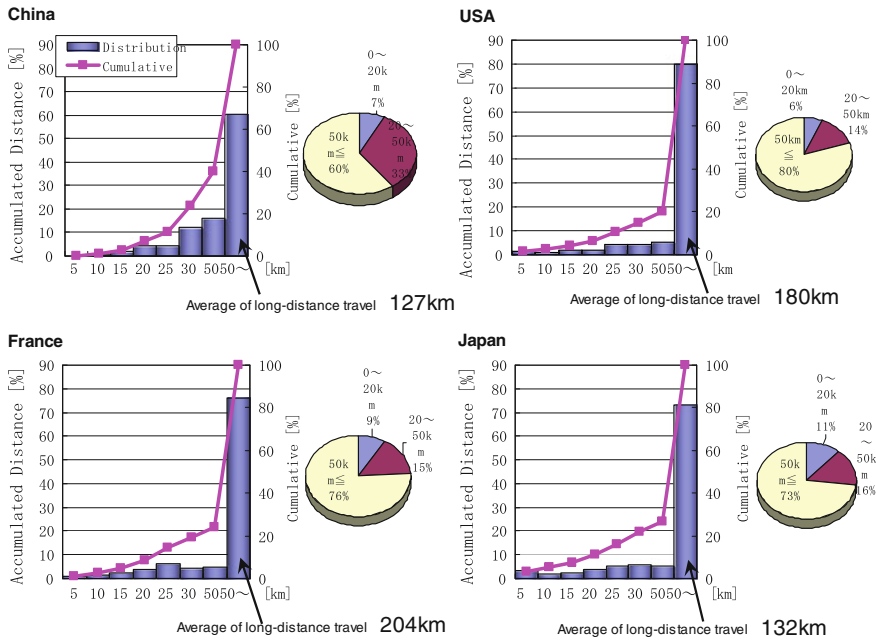 China
Accumulated Distance [%]
90
80
70
60
50
40
30
20
10
0
Distribution
Cumulative
100
80
60
40
20
0
Cumulative [%]
5 10 15 20 25 30 50 50～ [km]
0～
20k
m
7%
20～
50k
m
33%
50k
m≦
60%
Average of long-distance travel 127km
USA
Accumulated Distance [%]
90
80
70
60
50
40
30
20
10
0
100
80
60
40
20
0
Cumulative [%]
5 10 15 20 25 30 50 50～ [km
0～
20km
6%
20～
50km
14%
50km
≦
80%
Average of long-distance travel 180km
France
Accumulated Distance [%]
90
80
70
60
50
40
30
20
10
0
100
80
60
40
20
0
Cumulative [%]
5 10 15 20 25 30 50 50～ [km]
0～
20k
m
9%
20～
50k
m
15%
50k
m≦
76%
Average of long-distance travel 204km
Japan
Accumulated Distance [%]
90
80
70
60
50
40
30
20
10
0
100
80
60
40
20
0
Cumulative [%]
5 10 15 20 25 30 50 50～ [km]
0～
20k
m
11%
20
～
50k
m
16%
50k
m≦
73%
Average of long-distance travel 132km